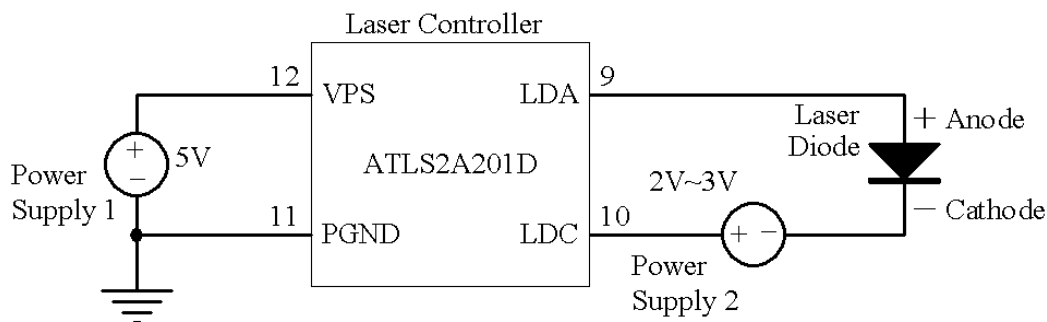 Laser Controller
12
VPS
LDA
9
+ Anode
Laser
Diode
+
−
5V
Power
Supply 1
ATLS2A201D
2V~3V
− Cathode
11
PGND
LDC
10
+ −
Power
Supply 2